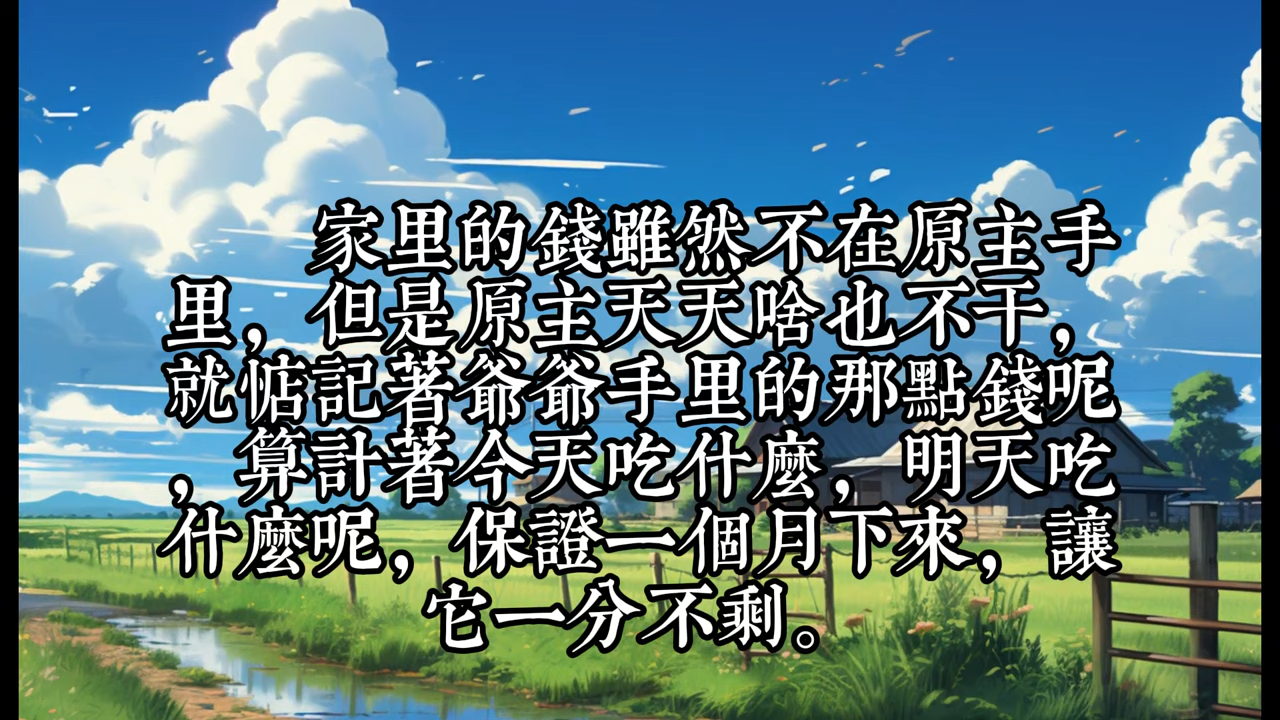 家里的錢雖然不在原主手
里，但是原主天天啥也不干，
就惦記著爺爺手里的那點錢呢
，算計著今天吃什麼，明天吃
什麼呢，保證一個月下來，讓
它一分不剩。